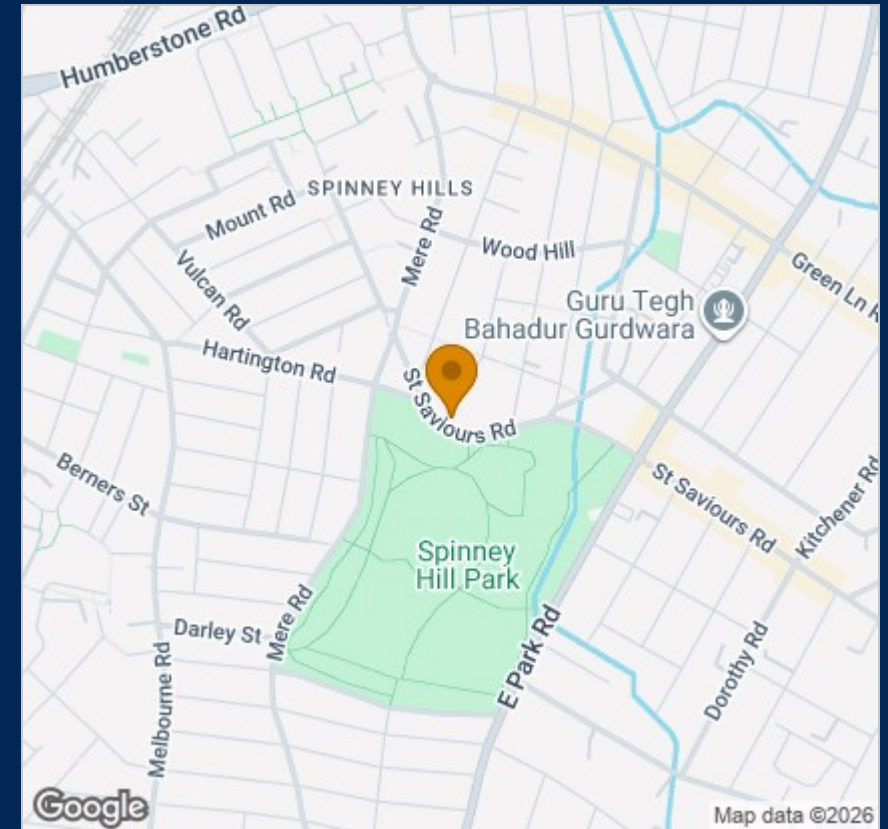 Humberstone Rd
SPINNEY HILLS
Mount Rd
Mere Rd
Wood Hill
Vulcan Rd
Green Ln R
Guru Tegh
Bahadur Gurdwara
Hartington Rd
St Saviours Rd
Berners St
St Saviours Rd
Kitchener Rd
Spinney
Hill Park
Mere Rd
Darley St
E Park Rd
Dorothy Rd
Melbourne Rd
Google
Map data ©2026